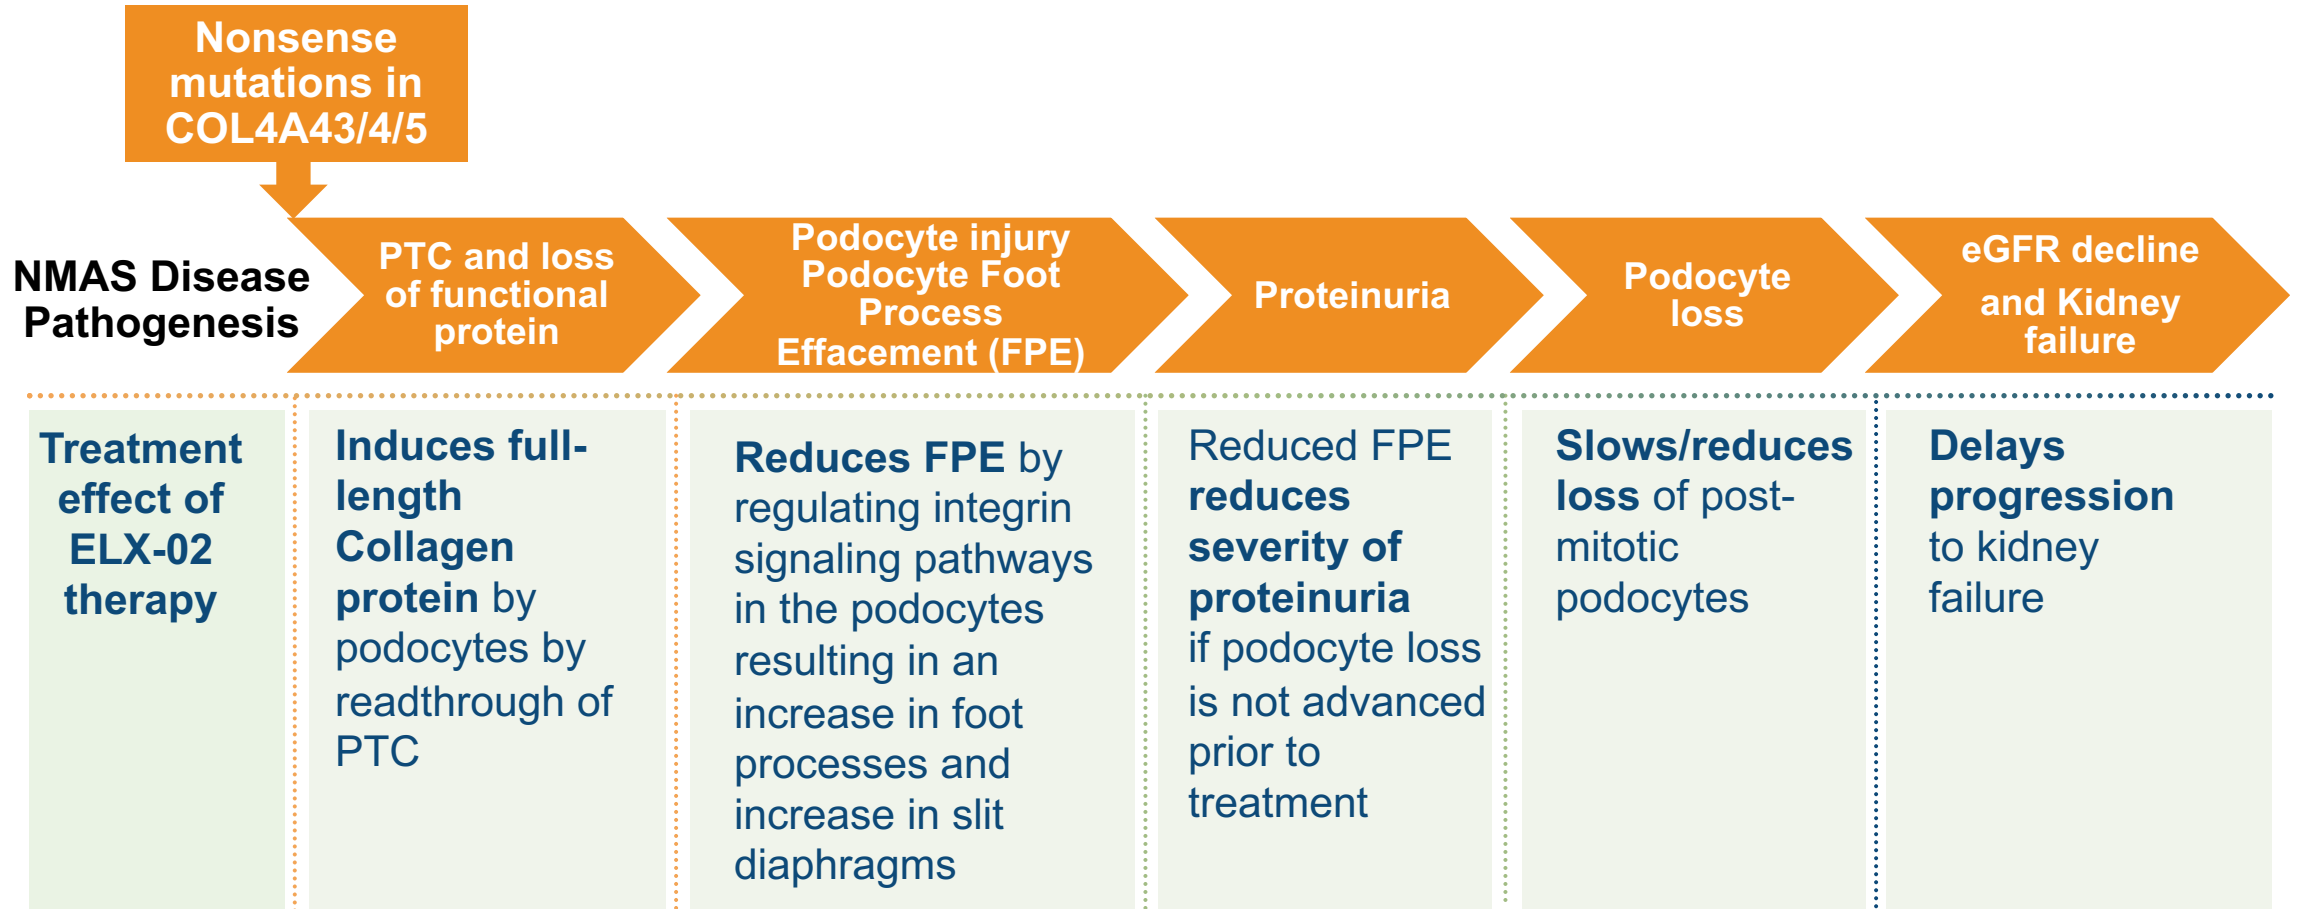 Nonsense
mutations in
COL4A43/4/5
NMAS Disease
Pathogenesis
PTC and loss
of functional
protein
Podocyte injury
Podocyte Foot
Process
Effacement (FPE)
Proteinuria
Podocyte
loss
eGFR decline
and Kidney
failure
Treatment
effect of
ELX-02
therapy
Induces full-
length
Collagen
protein by
podocytes by
readthrough of
PTC
Reduces FPE by
regulating integrin
signaling pathways
in the podocytes
resulting in an
increase in foot
processes and
increase in slit
diaphragms
Reduced FPE
reduces
severity of
proteinuria
if podocyte loss
is not advanced
prior to
treatment
Slows/reduces
loss of post-
mitotic
podocytes
Delays
progression
to kidney
failure